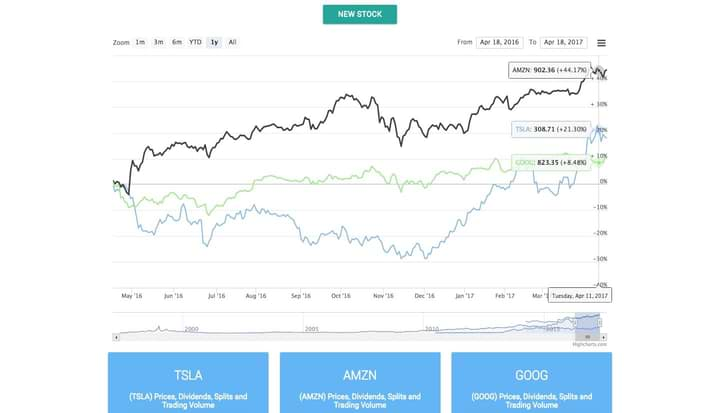 NEW STOCK
Zoom 1m 3m 6m YTD 1y All
From Apr 18, 2016 To Apr 18, 2017
AMZN: 902.36 (+44.17%)
+ 40%
+ 30%
TSLA: 308.71 (+21.30%)
+ 10%
GOOG: 823.35 (+8.48%)
0%
-10%
-20%
-30%
-40%
May '16 Jun '16 Jul '16 Aug '16 Sep '16 Oct '16 Nov '16 Dec '16 Jan '17 Feb '17 Mar '1
Tuesday, Apr 11, 2017
2000 2005 2010 2015
Highcharts.com
TSLA AMZN GOOG
(TSLA) Prices, Dividends, Splits and Trading Volume
(AMZN) Prices, Dividends, Splits and Trading Volume
(GOOG) Prices, Dividends, Splits and Trading Volume